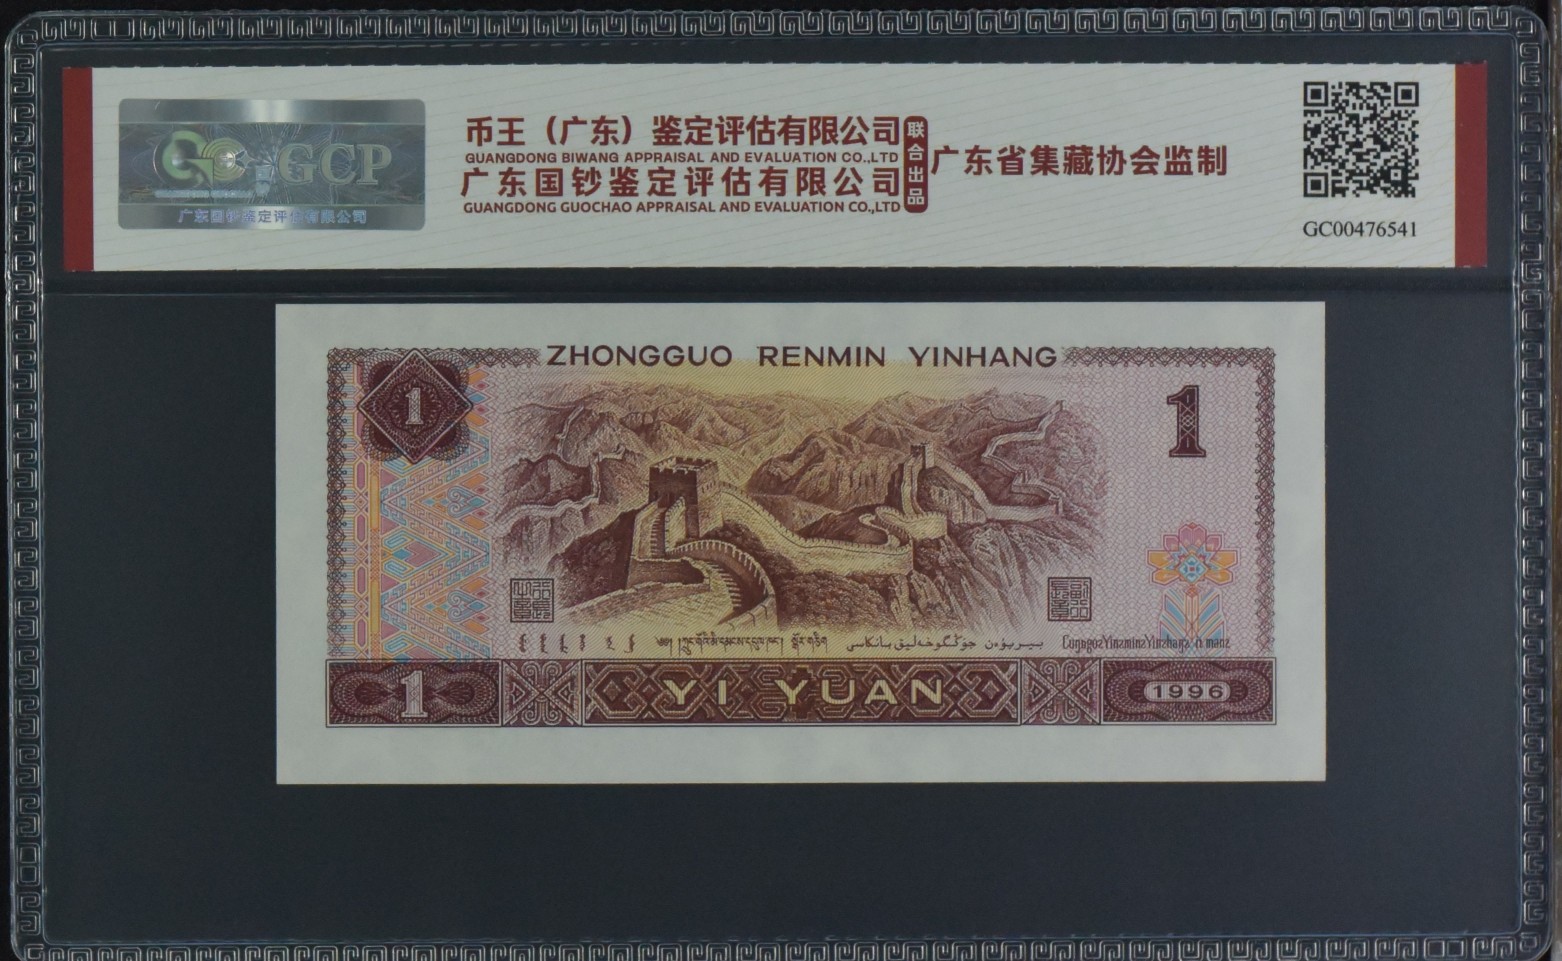 GCP
广东国钞鉴定评估有限公司
币王（广东）鉴定评估有限公司
GUANGDONG BIWANG APPRAISAL AND EVALUATION CO.,LTD
广东国钞鉴定评估有限公司
GUANGDONG GUOCHAO APPRAISAL AND EVALUATION CO.,LTD
联合出品
广东省集藏协会监制
GC00476541
ZHONGGUO RENMIN YINHANG
1
1
1
YI YUAN
1996